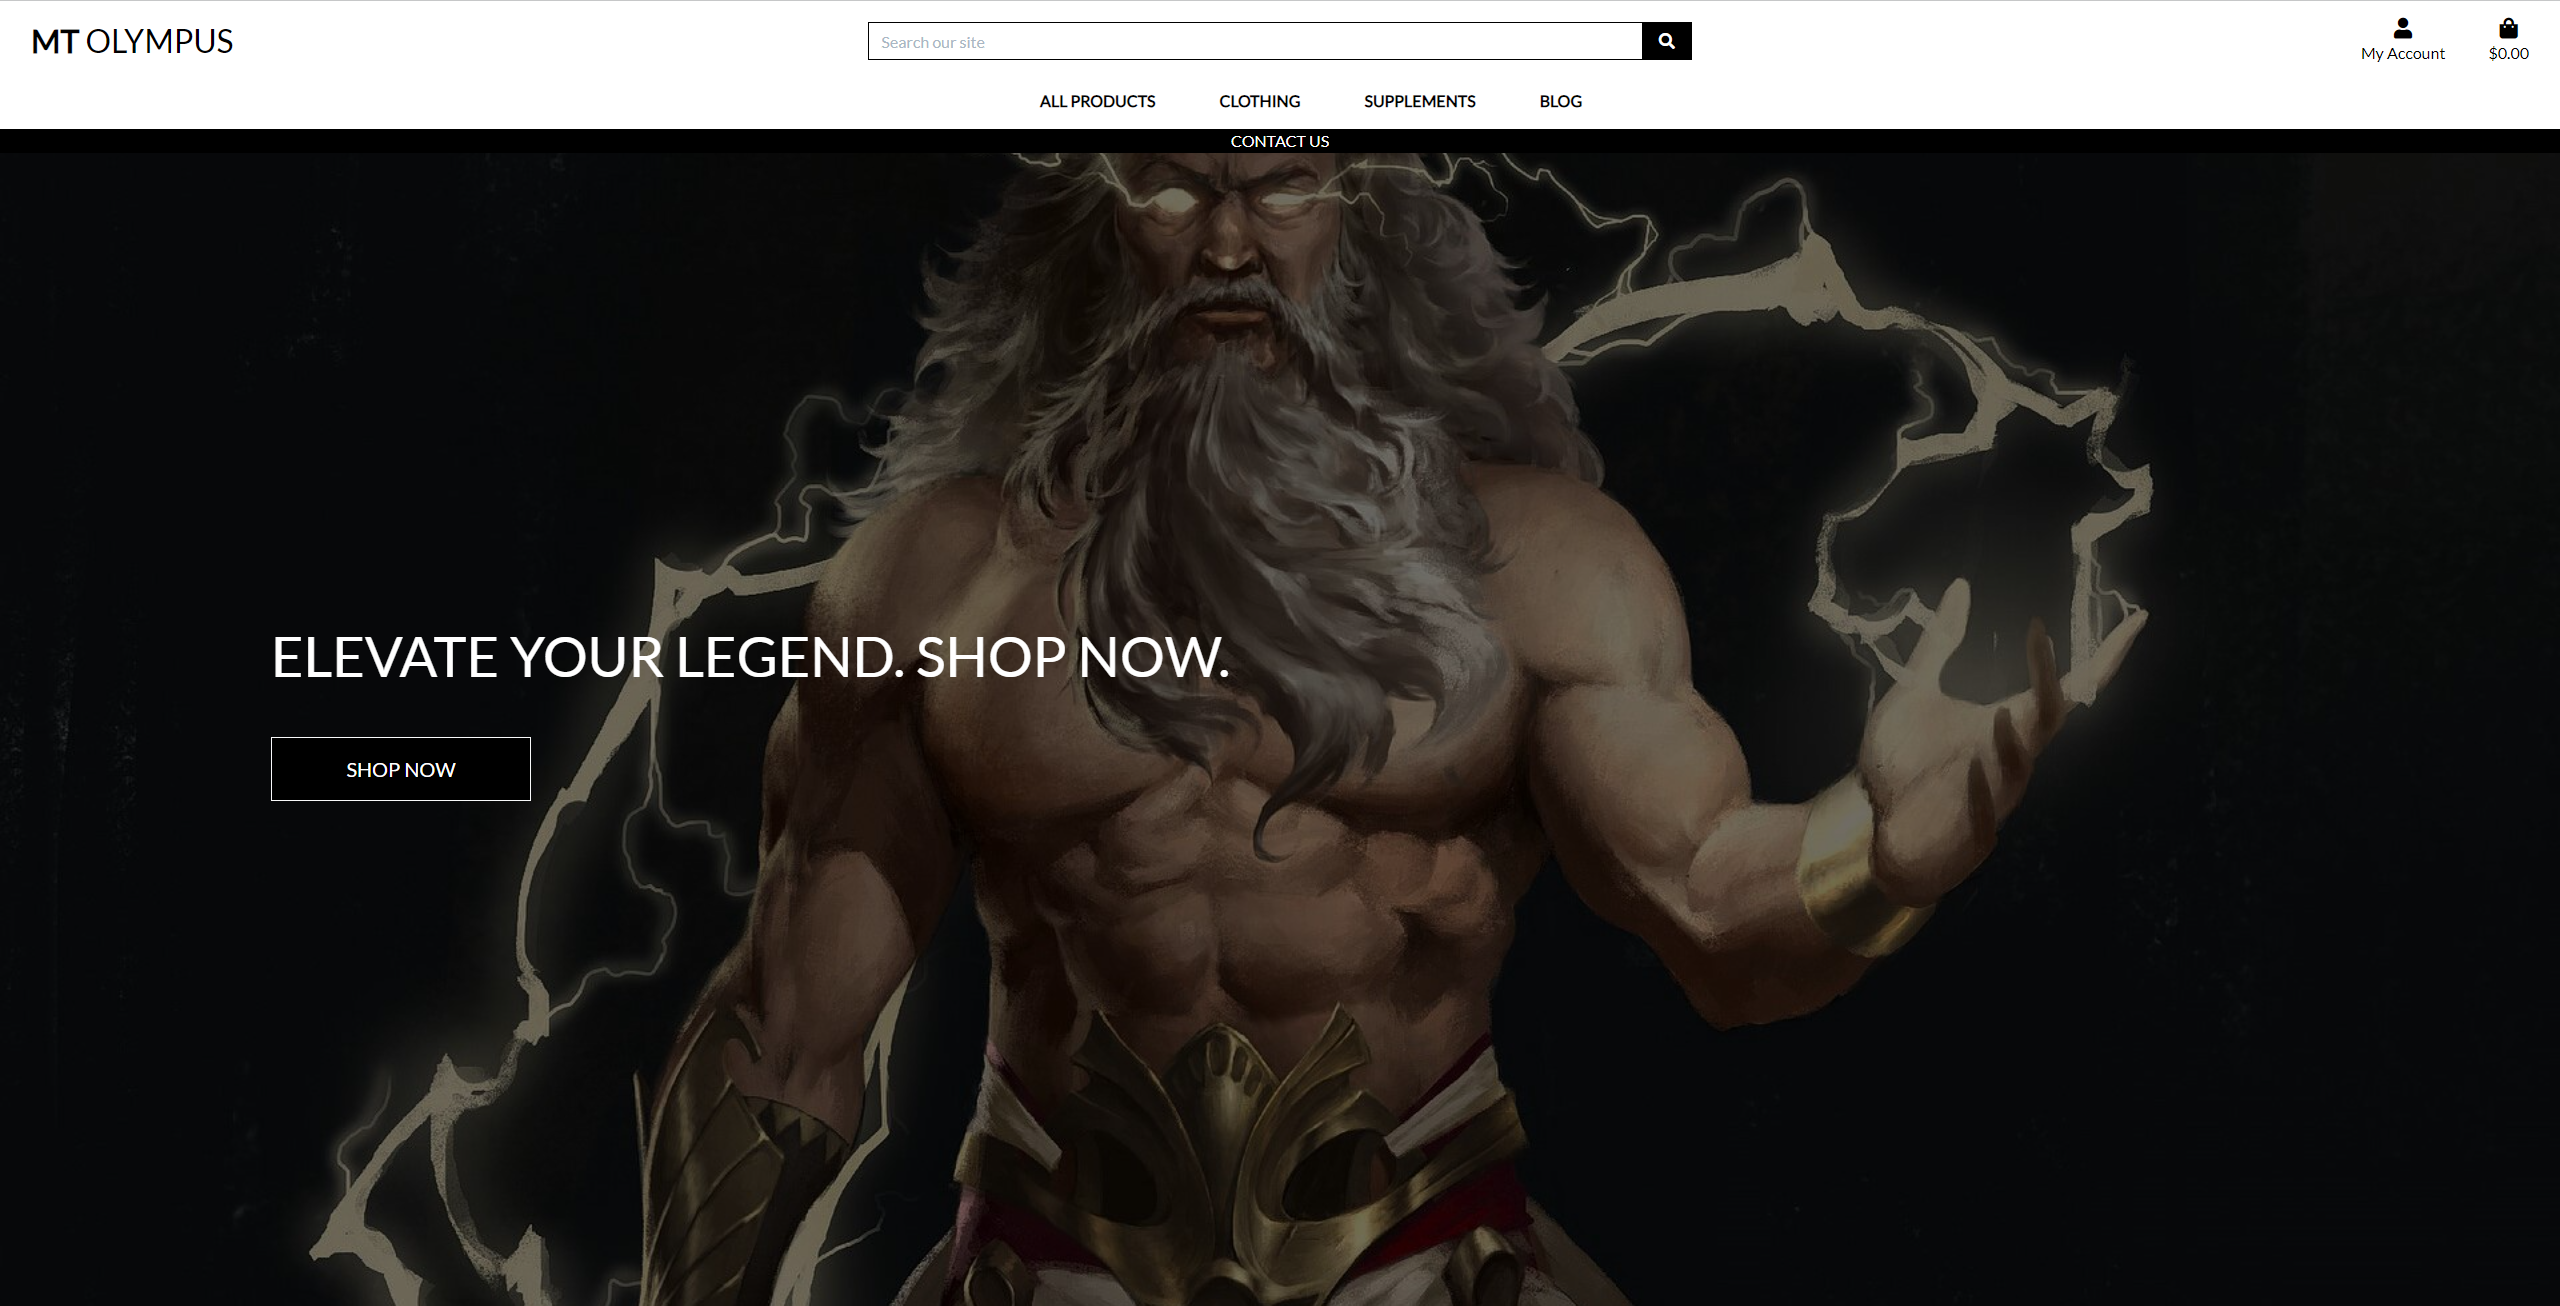 MT OLYMPUS
Search our site
My Account
$0.00
ALL PRODUCTS
CLOTHING
SUPPLEMENTS
BLOG
CONTACT US
ELEVATE YOUR LEGEND. SHOP NOW.
SHOP NOW